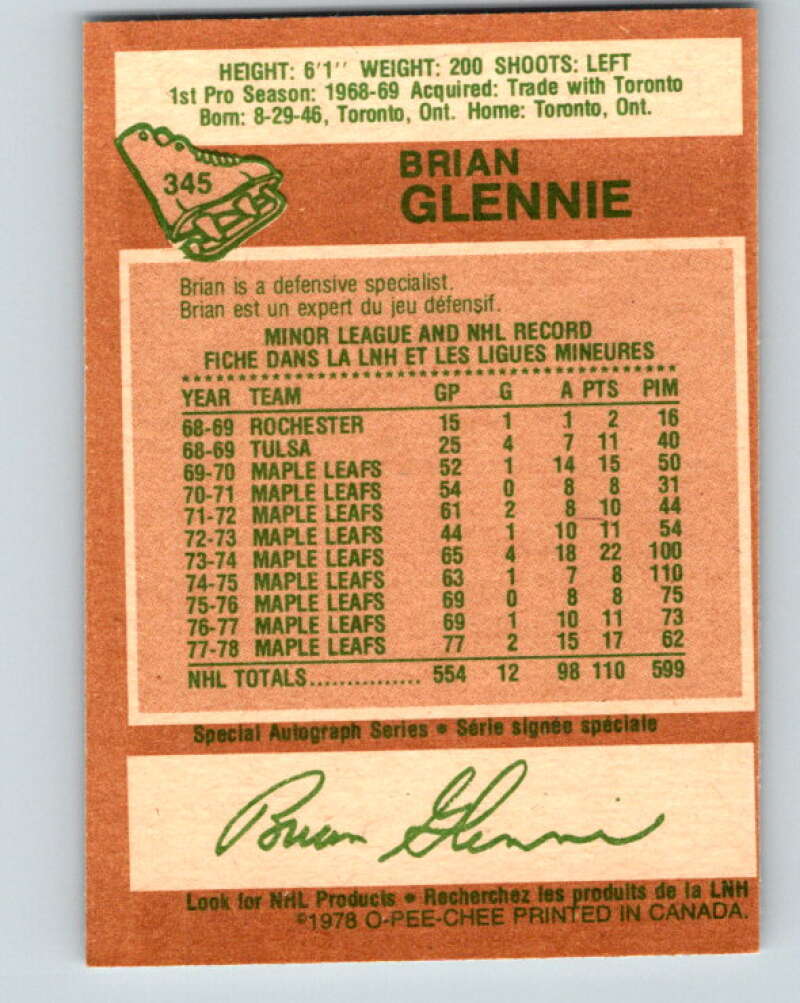 HEIGHT: 6'1'' WEIGHT: 200 SHOOTS: LEFT
1st Pro Season: 1968-69 Acquired: Trade with Toronto
Born: 8-29-46, Toronto, Ont. Home: Toronto, Ont.
345
BRIAN
GLENNIE
Brian is a defensive specialist.
Brian est un expert du jeu défensif.
MINOR LEAGUE AND NHL RECORD
FICHE DANS LA LNH ET LES LIGUES MINEURES
YEAR TEAM GP G A PTS PIM
68-69 ROCHESTER 15 1 1 2 16
68-69 TULSA 25 4 7 11 40
69-70 MAPLE LEAFS 52 1 14 15 50
70-71 MAPLE LEAFS 54 0 8 8 31
71-72 MAPLE LEAFS 61 2 8 10 44
72-73 MAPLE LEAFS 44 1 10 11 54
73-74 MAPLE LEAFS 65 4 18 22 100
74-75 MAPLE LEAFS 63 1 7 8 110
75-76 MAPLE LEAFS 69 0 8 8 75
76-77 MAPLE LEAFS 69 1 10 11 73
77-78 MAPLE LEAFS 77 2 15 17 62
NHL TOTALS............... 554 12 98 110 599
Special Autograph Series • Série signée spéciale
Brian Glennie
Look for NHL Products • Recherchez les produits de la LNH
©1978 O-PEE-CHEE PRINTED IN CANADA.